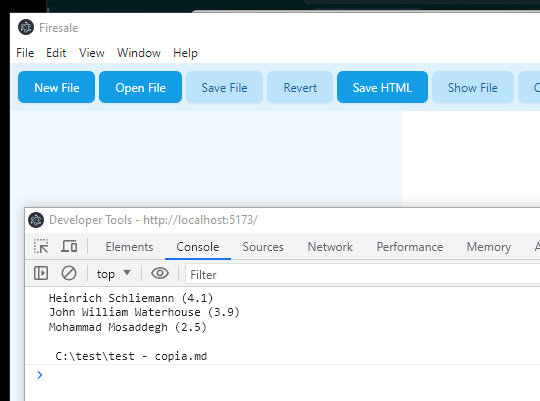 Firesale
File Edit View Window Help
New File Open File Save File Revert Save HTML Show File
Developer Tools - http://localhost:5173/
Elements Console Sources Network Performance Memory
top Filter
Heinrich Schliemann (4.1)
John William Waterhouse (3.9)
Mohammad Mosaddegh (2.5)
C:\test\test - copia.md